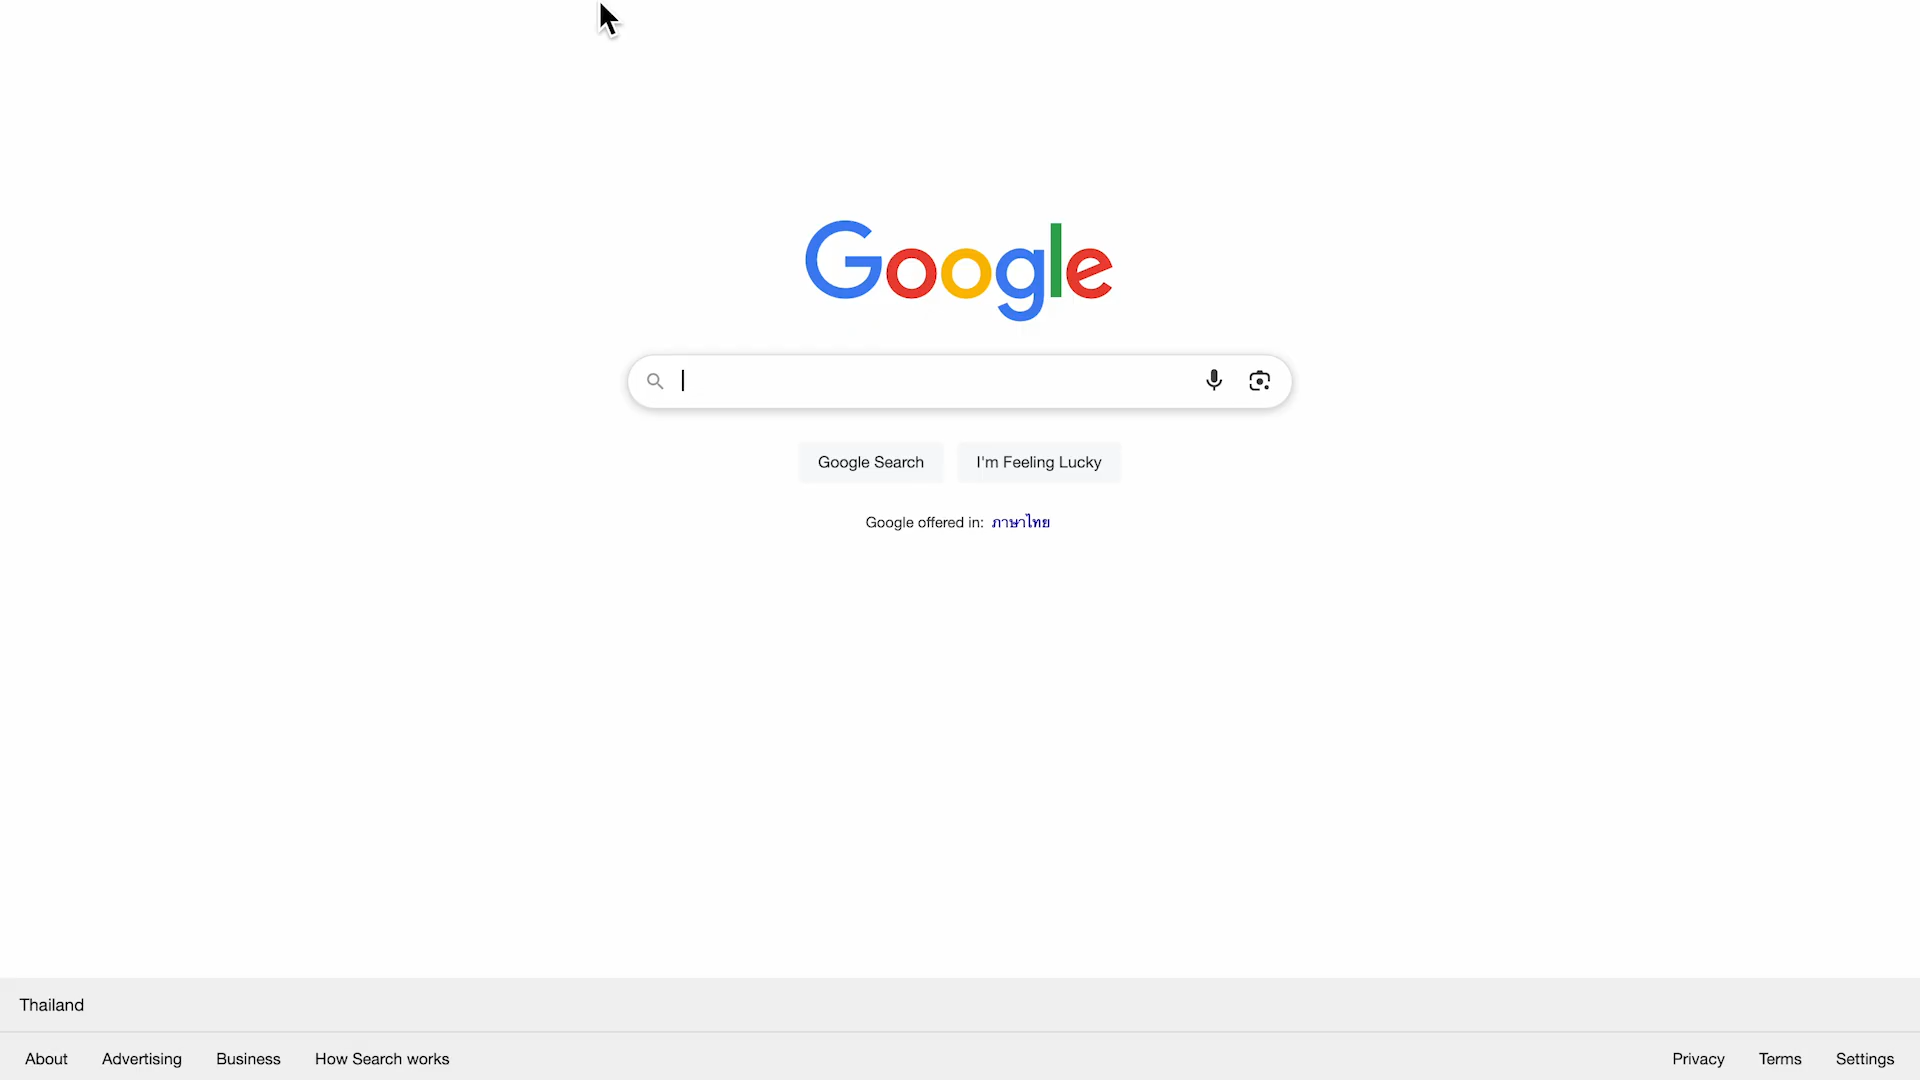 Google
Google Search
I'm Feeling Lucky
Google offered in: ภาษาไทย
Thailand
About
Advertising
Business
How Search works
Privacy
Terms
Settings